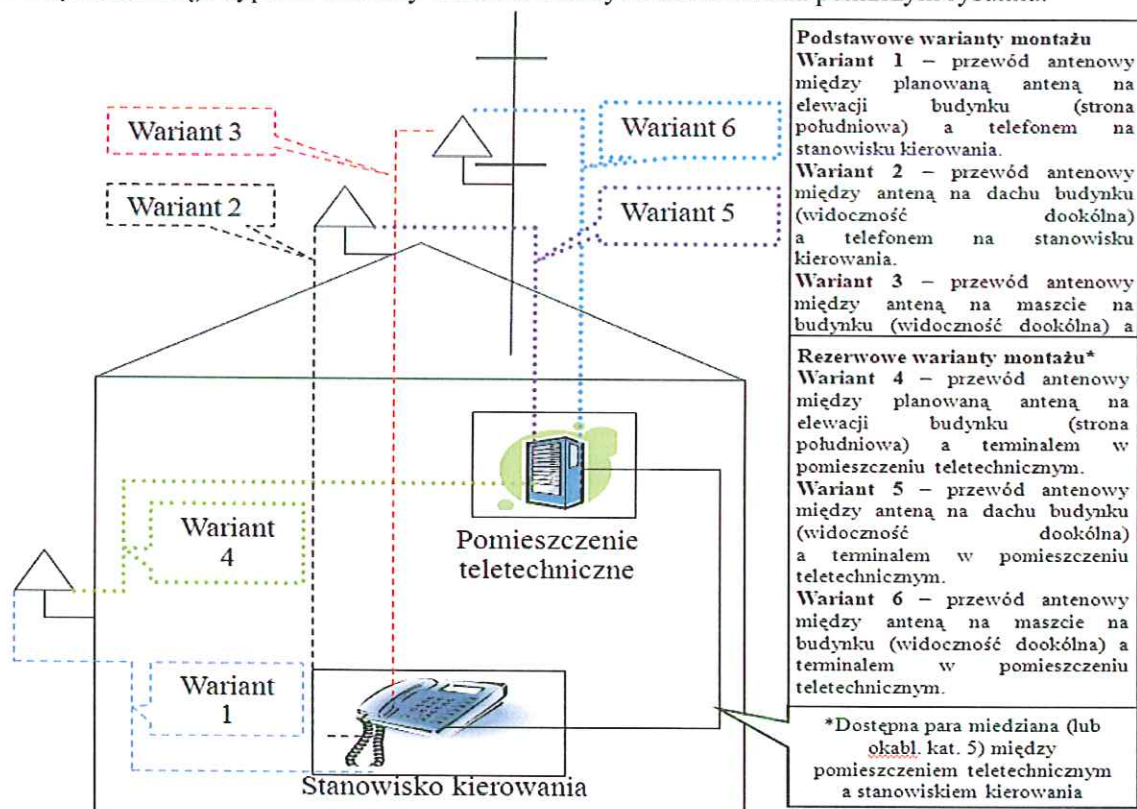 Wariant 3
Wariant 2
Wariant 6
Wariant 5
Wariant
4
Wariant
1
Pomieszczenie
teletechniczne
Stanowisko kierowania
Podstawowe warianty montażu
Wariant 1 – przewód antenowy
między planowaną anteną na
elewacji budynku (strona
południowa) a telefonem na
stanowisku kierowania.
Wariant 2 – przewód antenowy
między anteną na dachu budynku
(widoczność dookólna)
a telefonem na stanowisku
kierowania.
Wariant 3 – przewód antenowy
między anteną na maszcie na
budynku (widoczność dookólna) a
Rezerwowe warianty montażu*
Wariant 4 – przewód antenowy
między planowaną anteną na
elewacji budynku (strona
południowa) a terminalem w
pomieszczeniu teletechnicznym.
Wariant 5 – przewód antenowy
między anteną na dachu budynku
(widoczność dookólna)
a terminalem w pomieszczeniu
teletechnicznym.
Wariant 6 – przewód antenowy
między anteną na maszcie na
budynku (widoczność dookólna) a
terminalem w pomieszczeniu
teletechnicznym.
*Dostępna para miedziana (lub
okabl. kat. 5) między
pomieszczeniem teletechnicznym
a stanowiskiem kierowania